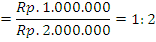 = Rp. 1.000.000 / Rp. 2.000.000 = 1: 2